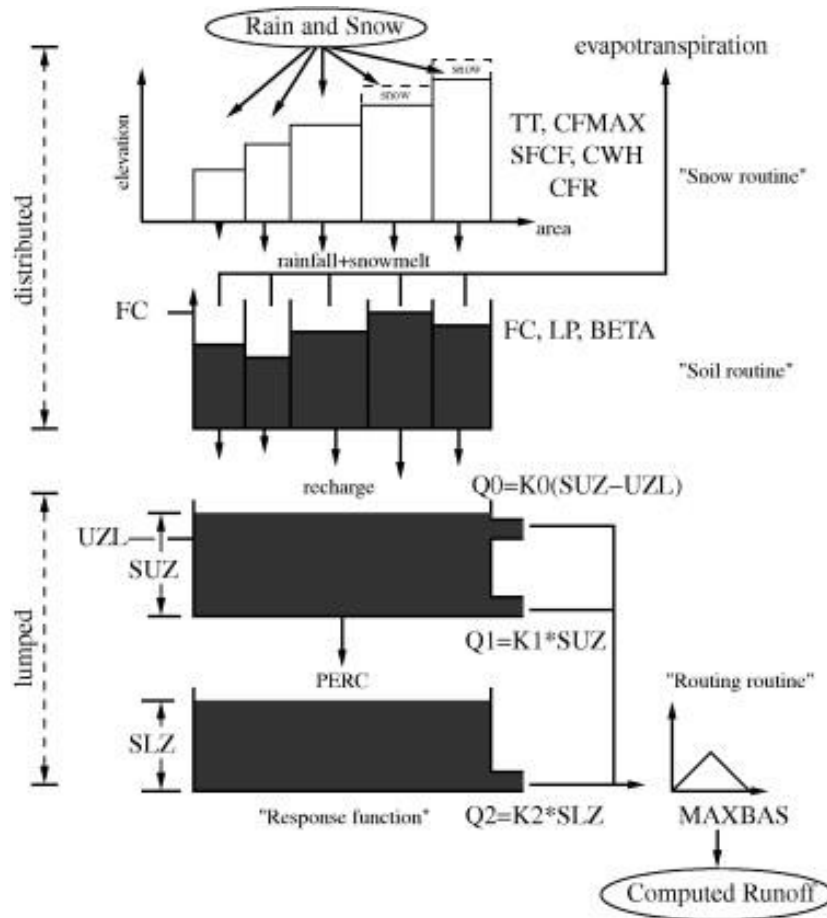 Rain and Snow
evapotranspiration
snow
snow
elevation
TT, CFMAX
SFCF, CWH
CFR
"Snow routine"
area
distributed
rainfall+snowmelt
FC
FC, LP, BETA
"Soil routine"
recharge
Q0=K0(SUZ−UZL)
UZL
SUZ
lumped
Q1=K1*SUZ
PERC
"Routing routine"
SLZ
"Response function"
Q2=K2*SLZ
MAXBAS
Computed Runoff